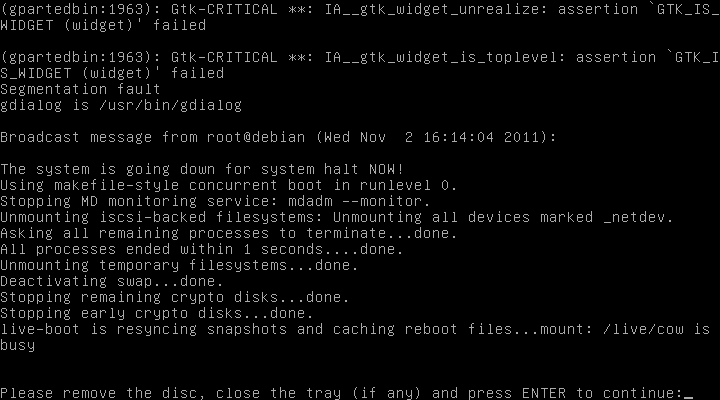 (gpartedbin:1963): Gtk-CRITICAL **: IA__gtk_widget_unrealize: assertion `GTK_IS_
WIDGET (widget)' failed
(gpartedbin:1963): Gtk-CRITICAL **: IA__gtk_widget_is_toplevel: assertion `GTK_I
S_WIDGET (widget)' failed
Segmentation fault
gdialog is /usr/bin/gdialog
Broadcast message from root@debian (Wed Nov  2 16:14:04 2011):
The system is going down for system halt NOW!
Using makefile-style concurrent boot in runlevel 0.
Stopping MD monitoring service: mdadm --monitor.
Unmounting iscsi-backed filesystems: Unmounting all devices marked _netdev.
Asking all remaining processes to terminate...done.
All processes ended within 1 seconds....done.
Unmounting temporary filesystems...done.
Deactivating swap...done.
Stopping remaining crypto disks...done.
Stopping early crypto disks...done.
live-boot is resyncing snapshots and caching reboot files...mount: /live/cow is
busy
Please remove the disc, close the tray (if any) and press ENTER to continue:_